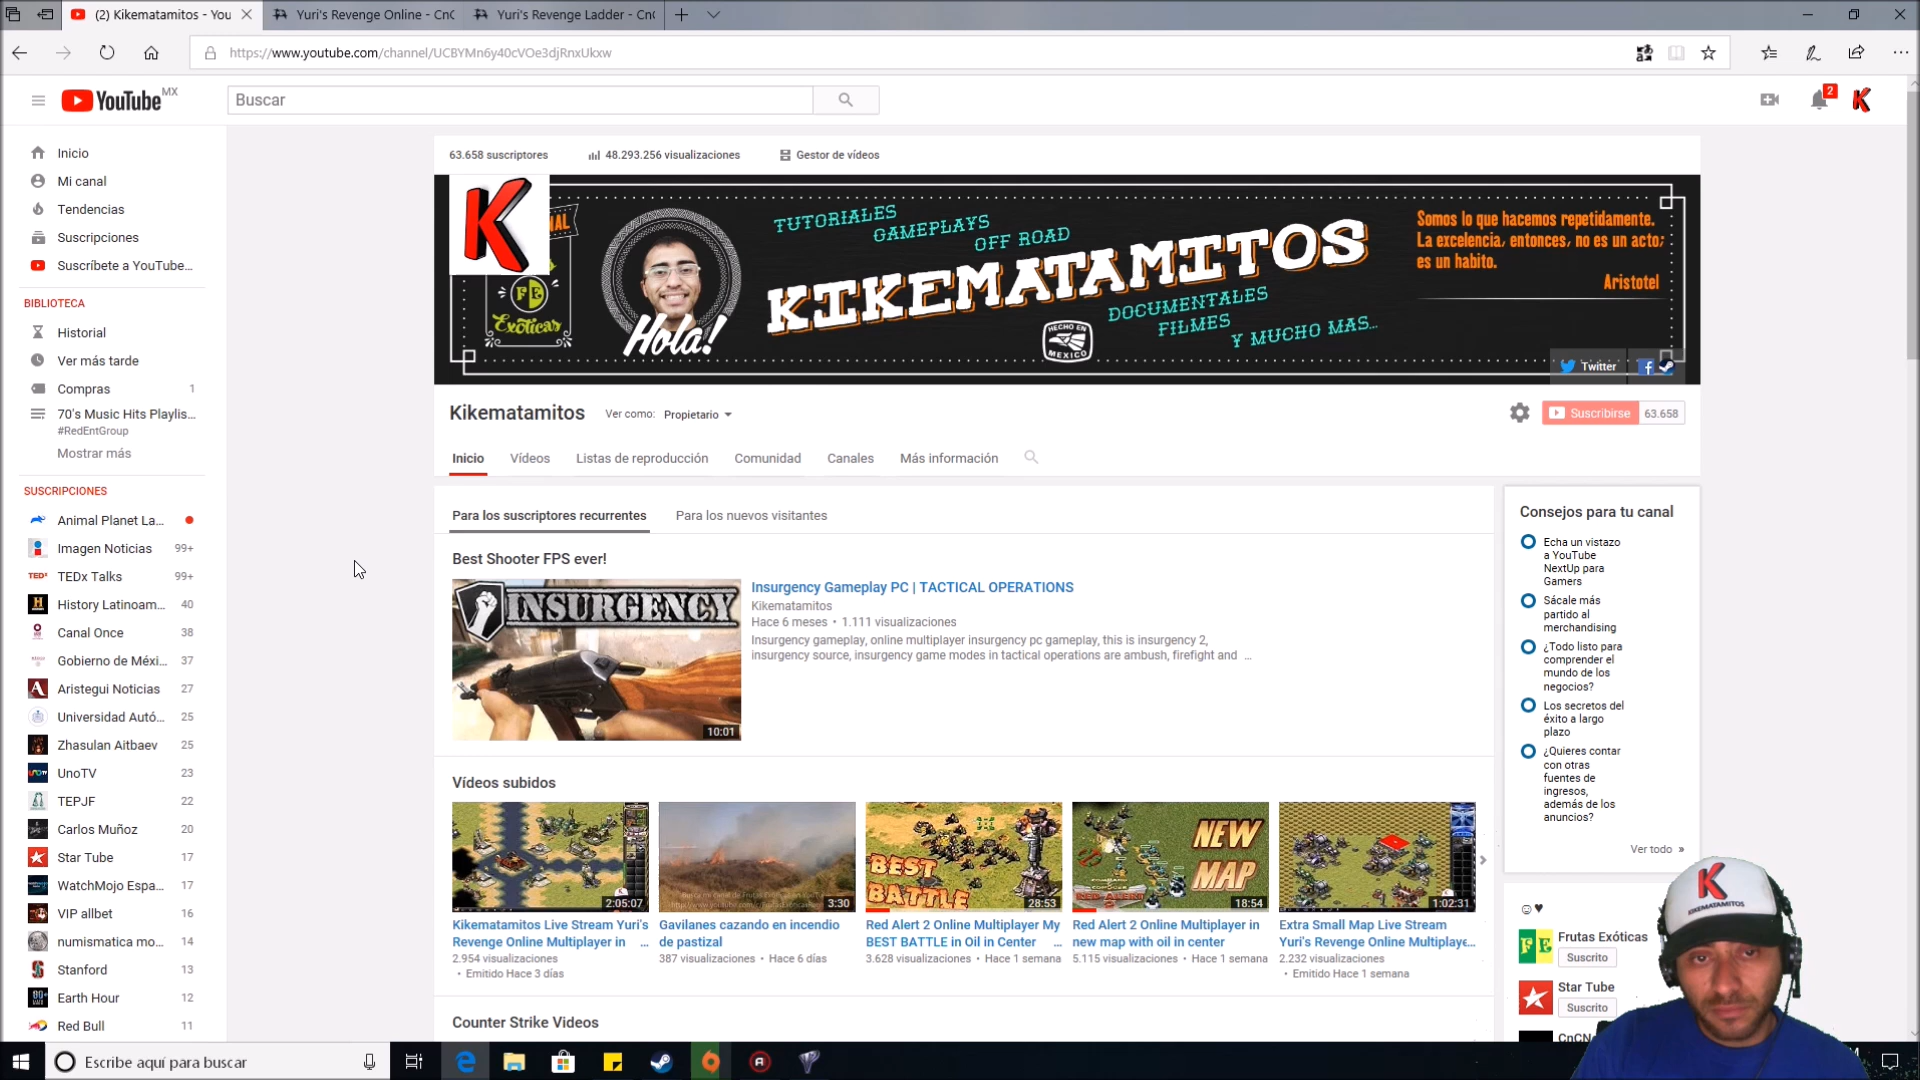 (2) Kikematamitos - You
Yuri's Revenge Online - CnC
Yuri's Revenge Ladder - CnC
https://www.youtube.com/channel/UCBYMn6y40cVOe3djRnxUkxw
YouTube MX
Buscar
2
K
Inicio
Mi canal
Tendencias
Suscripciones
Suscríbete a YouTube...
BIBLIOTECA
Historial
Ver más tarde
Compras 1
70's Music Hits Playlis...
#RedEntGroup
Mostrar más
SUSCRIPCIONES
Animal Planet La...
Imagen Noticias 99+
TEDx Talks 99+
History Latinoam... 40
Canal Once 38
Gobierno de Méxi... 37
Aristegui Noticias 27
Universidad Autó... 25
Zhasulan Aitbaev 25
UnoTV 23
TEPJF 22
Carlos Muñoz 20
Star Tube 17
WatchMojo Espa... 17
VIP allbet 16
numismatica mo... 14
Stanford 13
Earth Hour 12
Red Bull 11
63.658 suscriptores
48.293.256 visualizaciones
Gestor de vídeos
K
FE
Exóticas
Hola!
TUTORIALES
GAMEPLAYS
OFF ROAD
KIKEMATAMITOS
DOCUMENTALES
FILMES
Y MUCHO MAS...
HECHO EN
MEXICO
Somos lo que hacemos repetidamente.
La excelencia, entonces, no es un acto;
es un habito.
Aristotel
Twitter
Kikematamitos
Ver como: Propietario
Suscribirse 63.658
Inicio
Vídeos
Listas de reproducción
Comunidad
Canales
Más información
Para los suscriptores recurrentes
Para los nuevos visitantes
Best Shooter FPS ever!
INSURGENCY
10:01
Insurgency Gameplay PC | TACTICAL OPERATIONS
Kikematamitos
Hace 6 meses • 1.111 visualizaciones
Insurgency gameplay, online multiplayer insurgency pc gameplay, this is insurgency 2,
insurgency source, insurgency game modes in tactical operations are ambush, firefight and ...
Vídeos subidos
2:05:07
Kikematamitos Live Stream Yuri's
Revenge Online Multiplayer in ...
2.954 visualizaciones
• Emitido Hace 3 días
3:30
Gavilanes cazando en incendio
de pastizal
387 visualizaciones • Hace 6 días
BEST
BATTLE
28:53
Red Alert 2 Online Multiplayer My
BEST BATTLE in Oil in Center ...
3.628 visualizaciones • Hace 1 semana
NEW
MAP
18:54
Red Alert 2 Online Multiplayer in
new map with oil in center
5.115 visualizaciones • Hace 1 semana
1:02:31
Extra Small Map Live Stream
Yuri's Revenge Online Multiplaye...
2.232 visualizaciones
• Emitido Hace 1 semana
Counter Strike Videos
Consejos para tu canal
Echa un vistazo
a YouTube
NextUp para
Gamers
Sácale más
partido al
merchandising
¿Todo listo para
comprender el
mundo de los
negocios?
Los secretos del
éxito a largo
plazo
¿Quieres contar
con otras
fuentes de
ingresos,
además de los
anuncios?
Ver todo »
☺♥
Frutas Exóticas
Suscrito
Star Tube
Suscrito
K
KIKEMATAMITOS
Escribe aquí para buscar